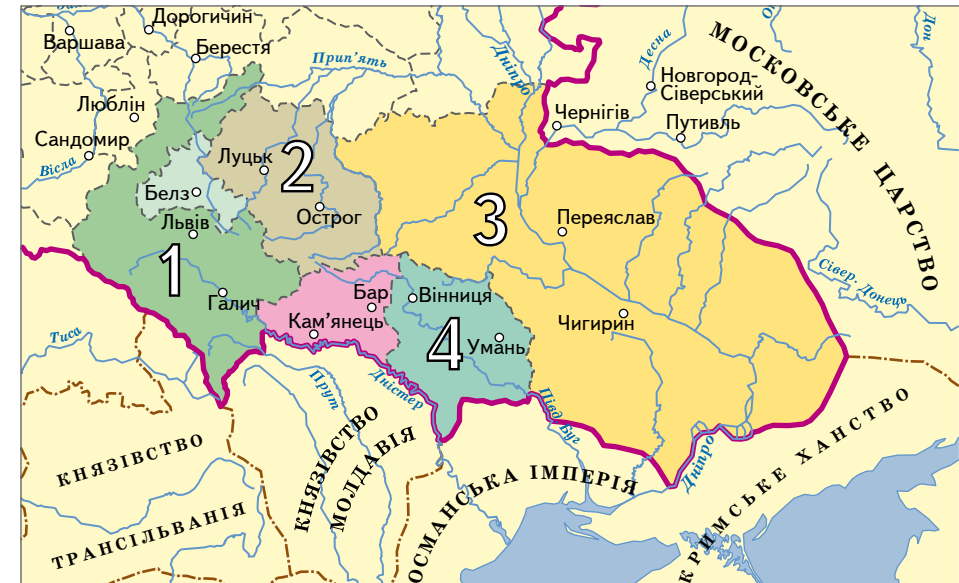 Дорогичин
Варшава
Берестя
Прип'ять
Дніпро
Десна
Дон
МОСКОВСЬКЕ ЦАРСТВО
Новгород-
Сіверський
Люблін
Чернігів
Путивль
Сандомир
Вісла
Луцьк
2
Белз
Острог
Львів
3
Переяслав
1
Сівер. Донець
Галич
Бар
Вінниця
Кам’янець
4
Умань
Чигирин
Тиса
Прут
Дністер
Півд. Буг
Дніпро
КНЯЗІВСТВО
ТРАНСІЛЬВАНІЯ
КНЯЗІВСТВО
МОЛДАВІЯ
ОСМАНСЬКА ІМПЕРІЯ
КРИМСЬКЕ ХАНСТВО